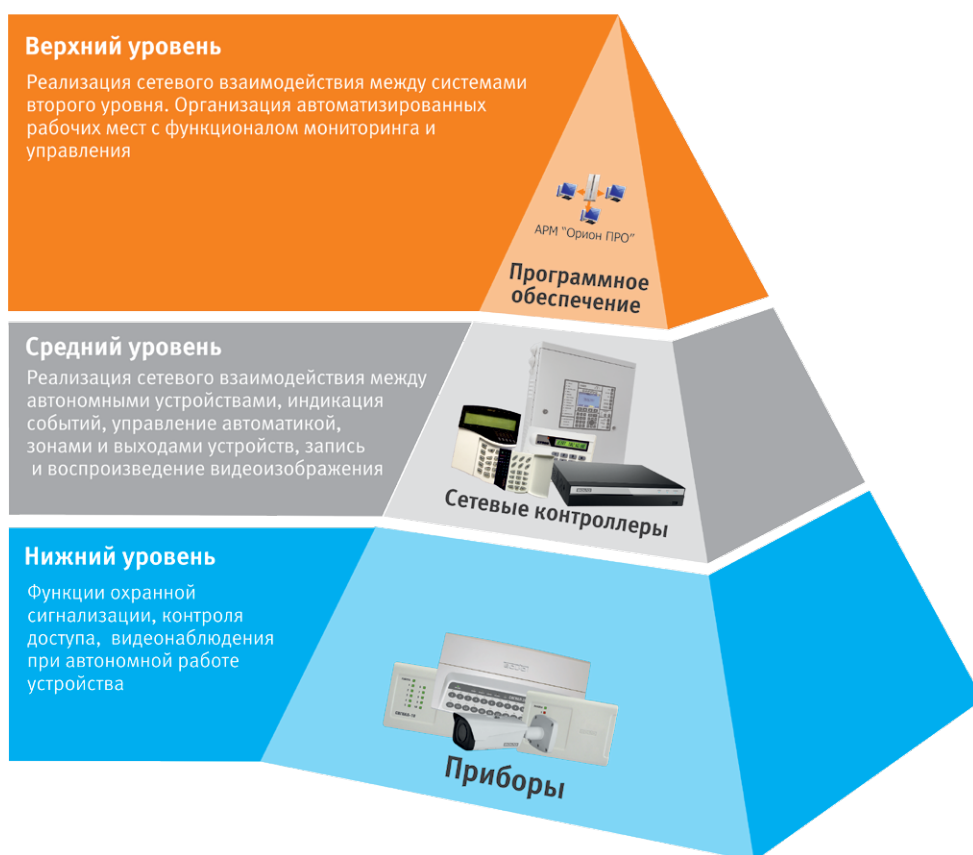 Верхний уровень
Реализация сетевого взаимодействия между системами
второго уровня. Организация автоматизированных
рабочих мест с функционалом мониторинга и
управления
АРМ "Орион ПРО"
Программное
обеспечение
Средний уровень
Реализация сетевого взаимодействия между
автономными устройствами, индикация
событий, управление автоматикой,
зонами и выходами устройств, запись
и воспроизведение видеоизображения
Сетевые контроллеры
Нижний уровень
Функции охранной
сигнализации, контроля
доступа, видеонаблюдения
при автономной работе
устройства
Приборы